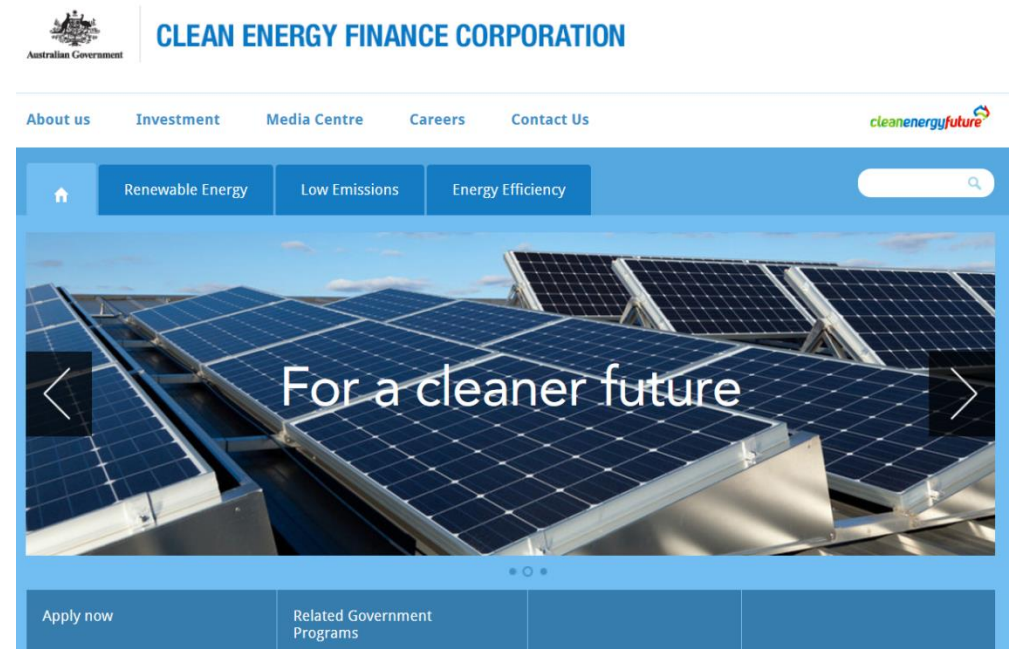 Australian Government
CLEAN ENERGY FINANCE CORPORATION
About us Investment Media Centre Careers Contact Us
cleanenergyfuture
Renewable Energy Low Emissions Energy Efficiency
For a cleaner future
Apply now
Related Government
Programs